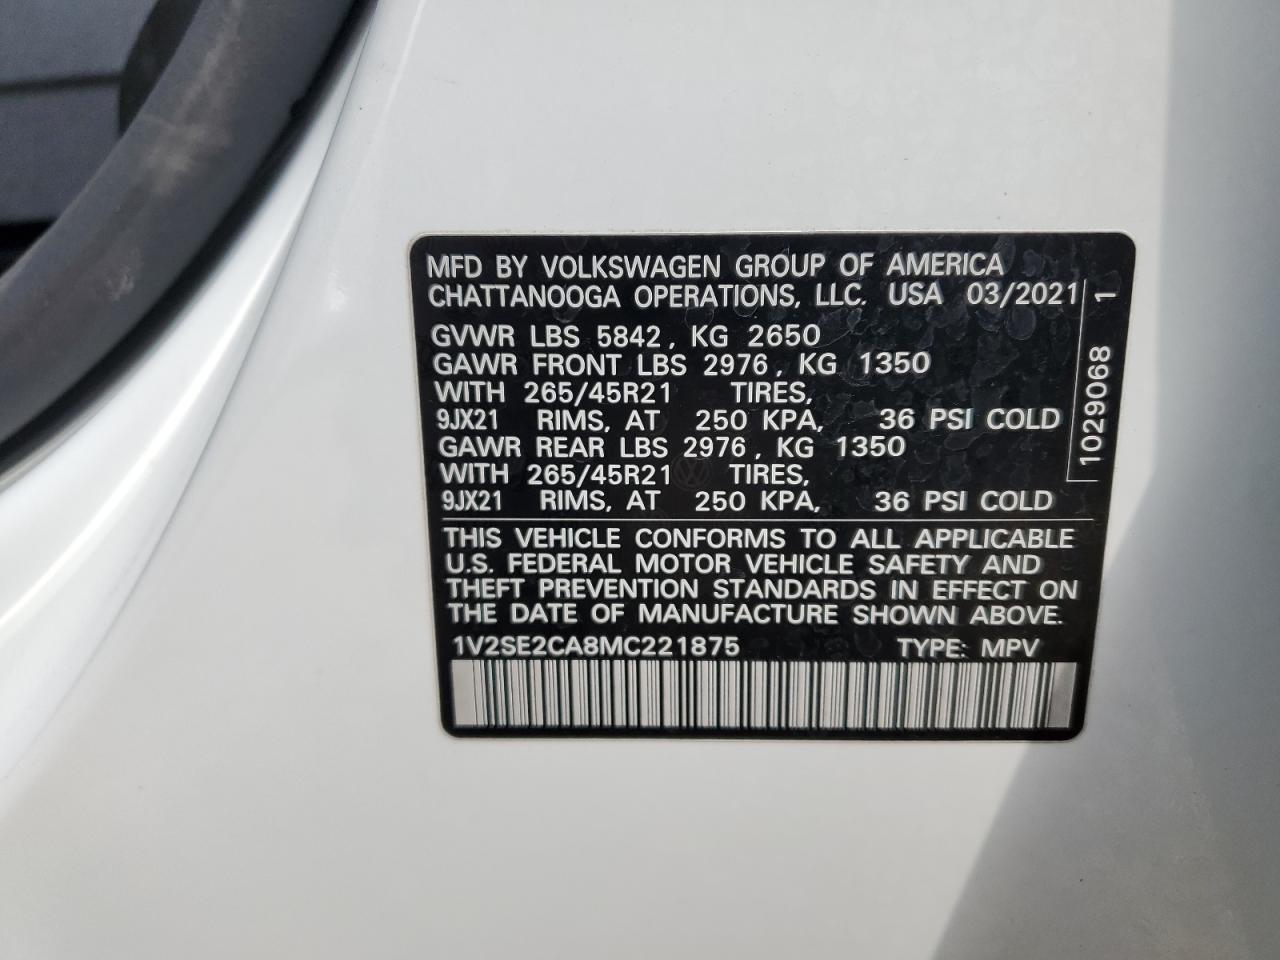 MFD BY VOLKSWAGEN GROUP OF AMERICA
CHATTANOOGA OPERATIONS, LLC. USA 03/2021
GVWR LBS 5842, KG 2650
GAWR FRONT LBS 2976, KG 1350
WITH 265/45R21 TIRES,
9JX21 RIMS, AT 250 KPA, 36 PSI COLD
GAWR REAR LBS 2976, KG 1350
WITH 265/45R21 TIRES,
9JX21 RIMS, AT 250 KPA, 36 PSI COLD
THIS VEHICLE CONFORMS TO ALL APPLICABLE
U.S. FEDERAL MOTOR VEHICLE SAFETY AND
THEFT PREVENTION STANDARDS IN EFFECT ON
THE DATE OF MANUFACTURE SHOWN ABOVE.
1V2SE2CA8MC221875 TYPE: MPV
1029068 1